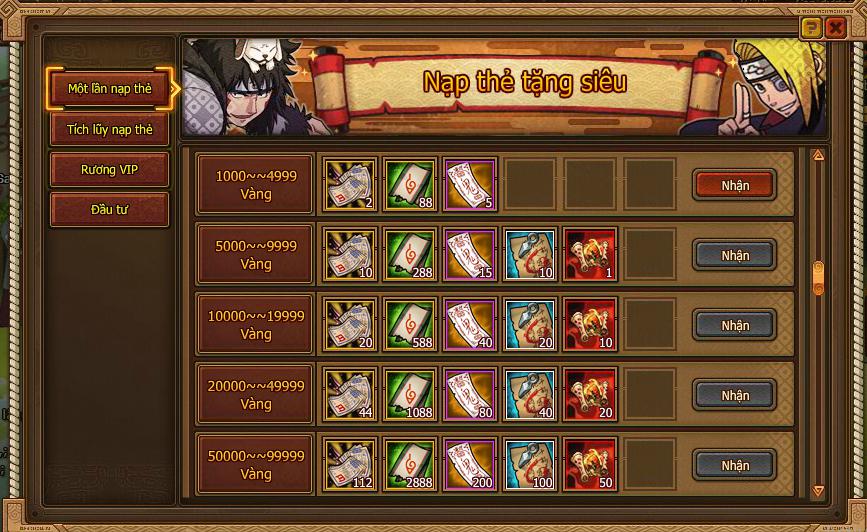 Nạp thẻ tặng siêu
Một lần nạp thẻ
Tích lũy nạp thẻ
Rương VIP
Đầu tư
1000~~4999
Vàng
2
88
5
Nhận
5000~~9999
Vàng
10
288
15
10
1
Nhận
10000~~19999
Vàng
20
588
40
20
10
Nhận
20000~~49999
Vàng
44
1088
80
40
20
Nhận
50000~~99999
Vàng
112
2888
200
100
50
Nhận